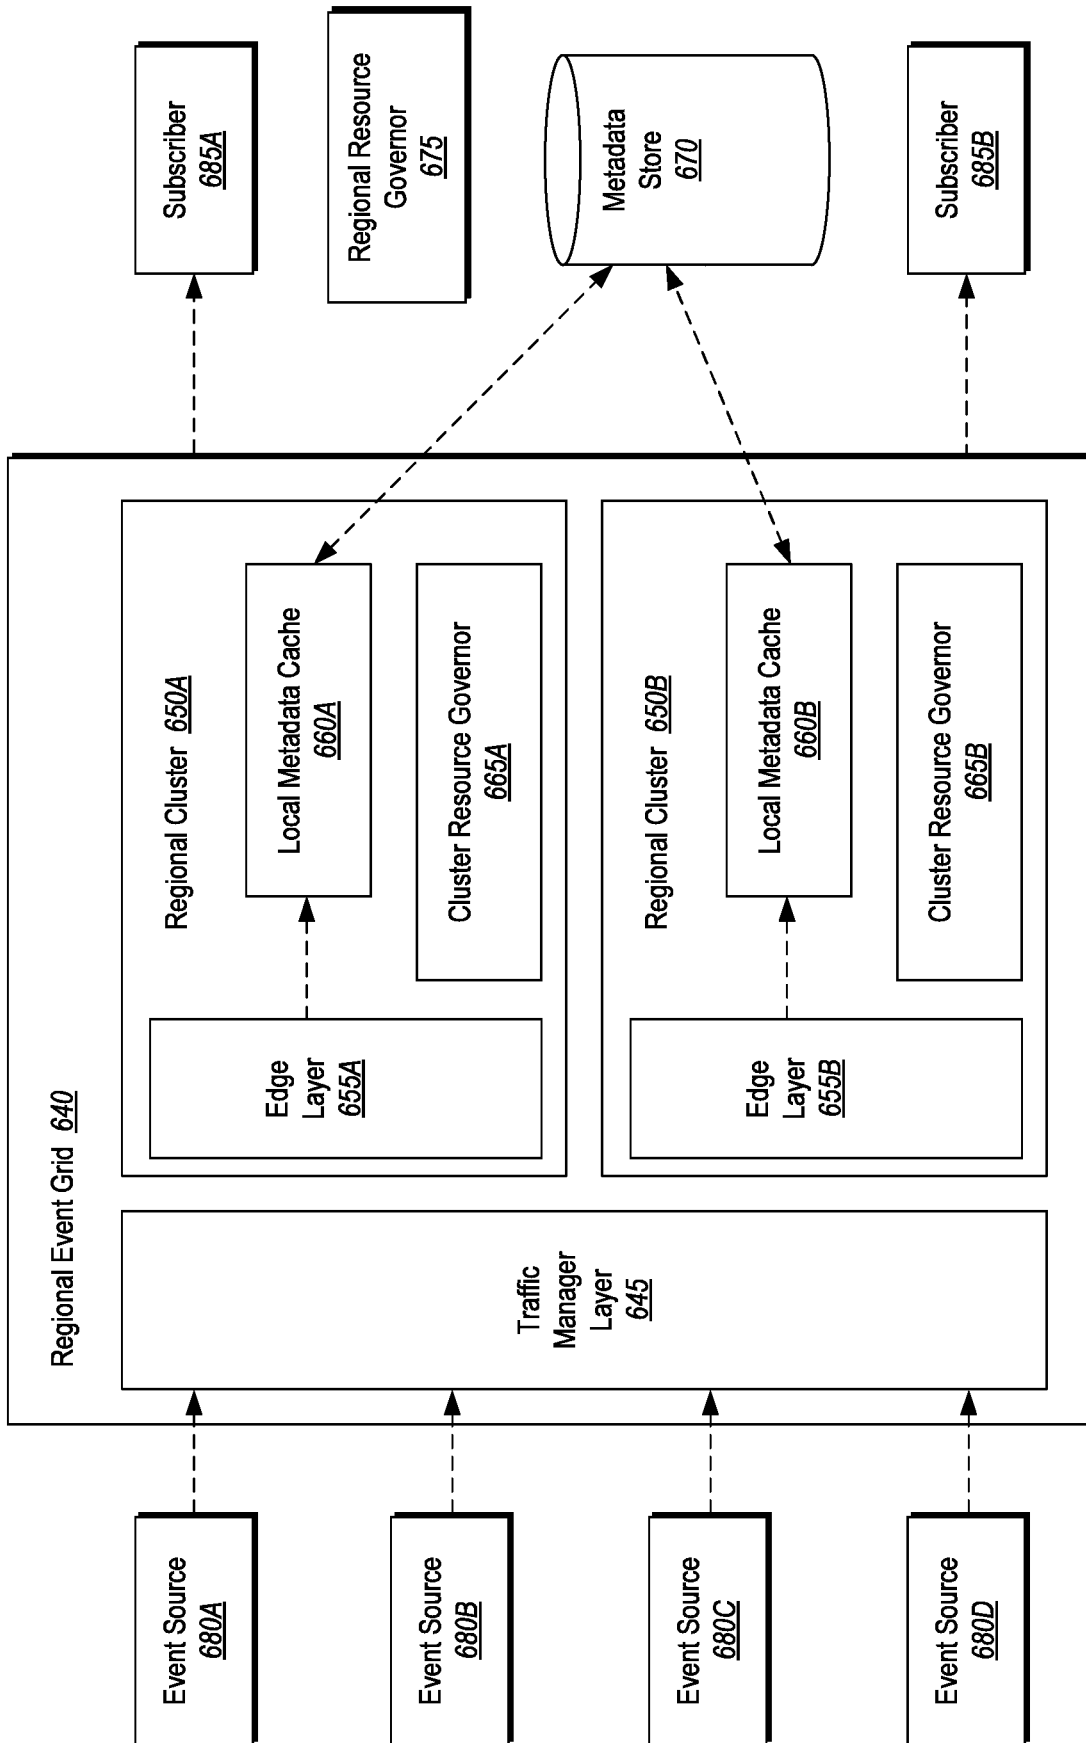 Regional Event Grid 640
Event Source
680A
Event Source
680B
Event Source
680C
Event Source
680D
Traffic
Manager
Layer
645
Regional Cluster 650A
Edge
Layer
655A
Local Metadata Cache
660A
Cluster Resource Governor
665A
Regional Cluster 650B
Edge
Layer
655B
Local Metadata Cache
660B
Cluster Resource Governor
665B
Subscriber
685A
Regional Resource
Governor
675
Metadata
Store
670
Subscriber
685B